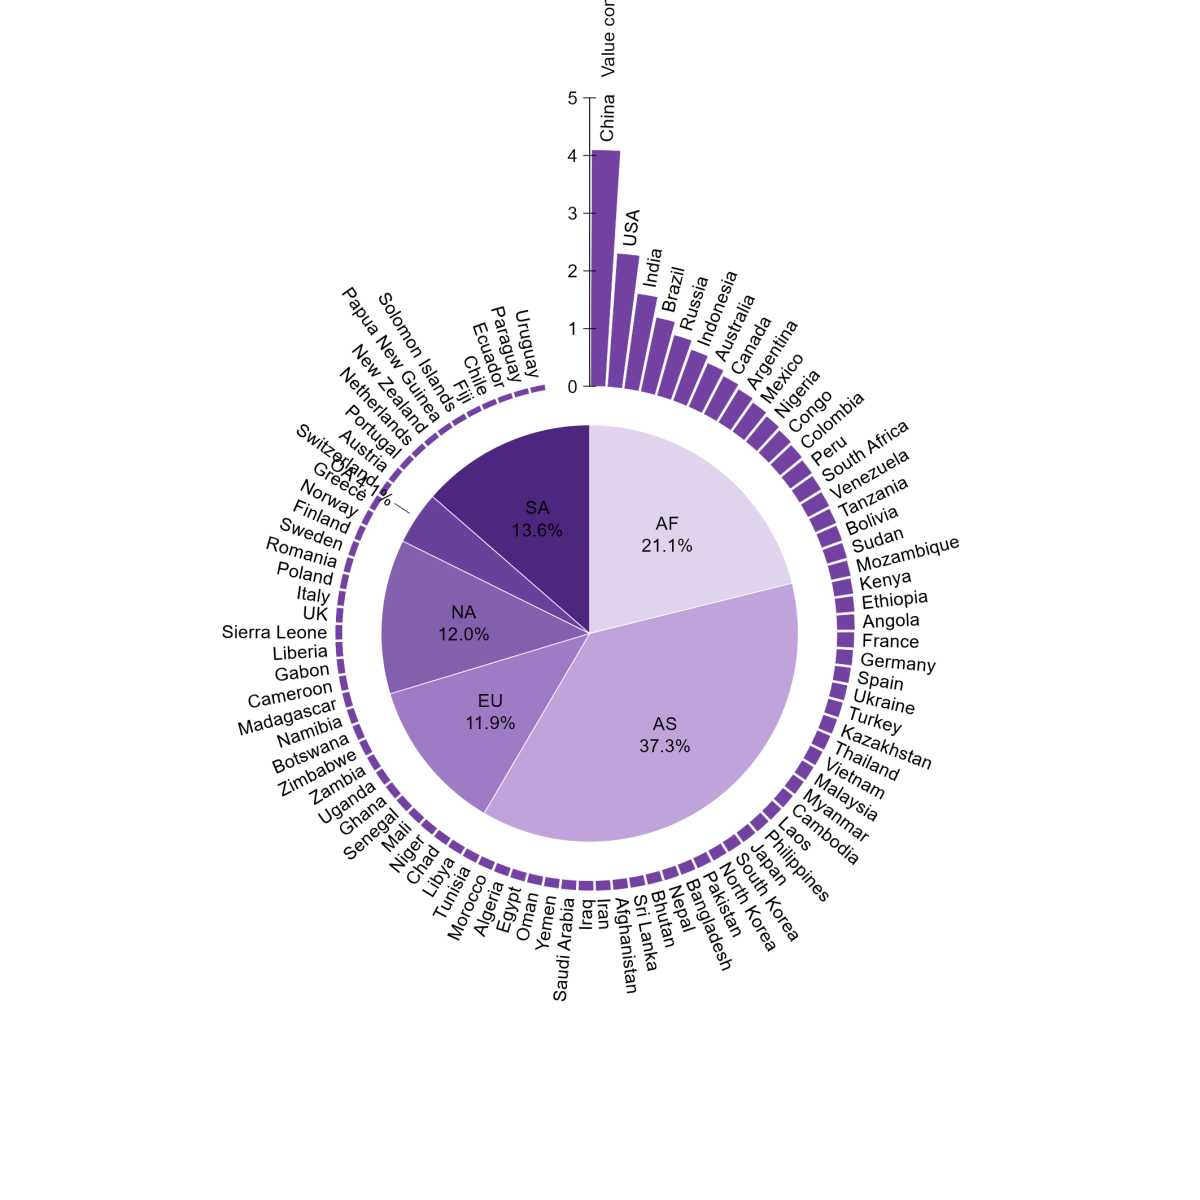 Value cor
5
4
3
2
1
0
China
USA
India
Brazil
Russia
Indonesia
Australia
Canada
Argentina
Mexico
Nigeria
Congo
Colombia
Peru
South Africa
Venezuela
Tanzania
Bolivia
Sudan
Mozambique
Kenya
Ethiopia
Angola
France
Germany
Spain
Ukraine
Turkey
Kazakhstan
Thailand
Vietnam
Malaysia
Myanmar
Cambodia
Laos
Philippines
Japan
South Korea
North Korea
Pakistan
Bangladesh
Nepal
Bhutan
Sri Lanka
Afghanistan
Iran
Iraq
Saudi Arabia
Yemen
Oman
Egypt
Algeria
Morocco
Tunisia
Libya
Chad
Niger
Mali
Senegal
Ghana
Uganda
Zambia
Zimbabwe
Botswana
Namibia
Madagascar
Cameroon
Gabon
Liberia
Sierra Leone
UK
Italy
Poland
Romania
Sweden
Finland
Norway
Greece
Switzerland
Austria
Portugal
Netherlands
New Zealand
Papua New Guinea
Solomon Islands
Fiji
Chile
Ecuador
Paraguay
Uruguay
AF
21.1%
AS
37.3%
EU
11.9%
NA
12.0%
OA 4.1%
SA
13.6%